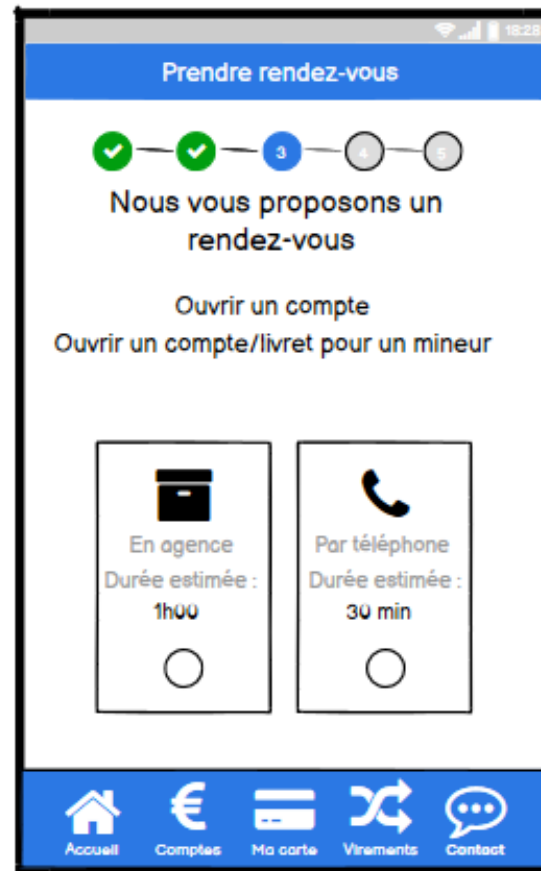 18:28
Prendre rendez-vous
3
4
5
Nous vous proposons un
rendez-vous
Ouvrir un compte
Ouvrir un compte/livret pour un mineur
En agence
Durée estimée :
1h00
Par téléphone
Durée estimée :
30 min
Accueil
Comptes
Ma carte
Virements
Contact